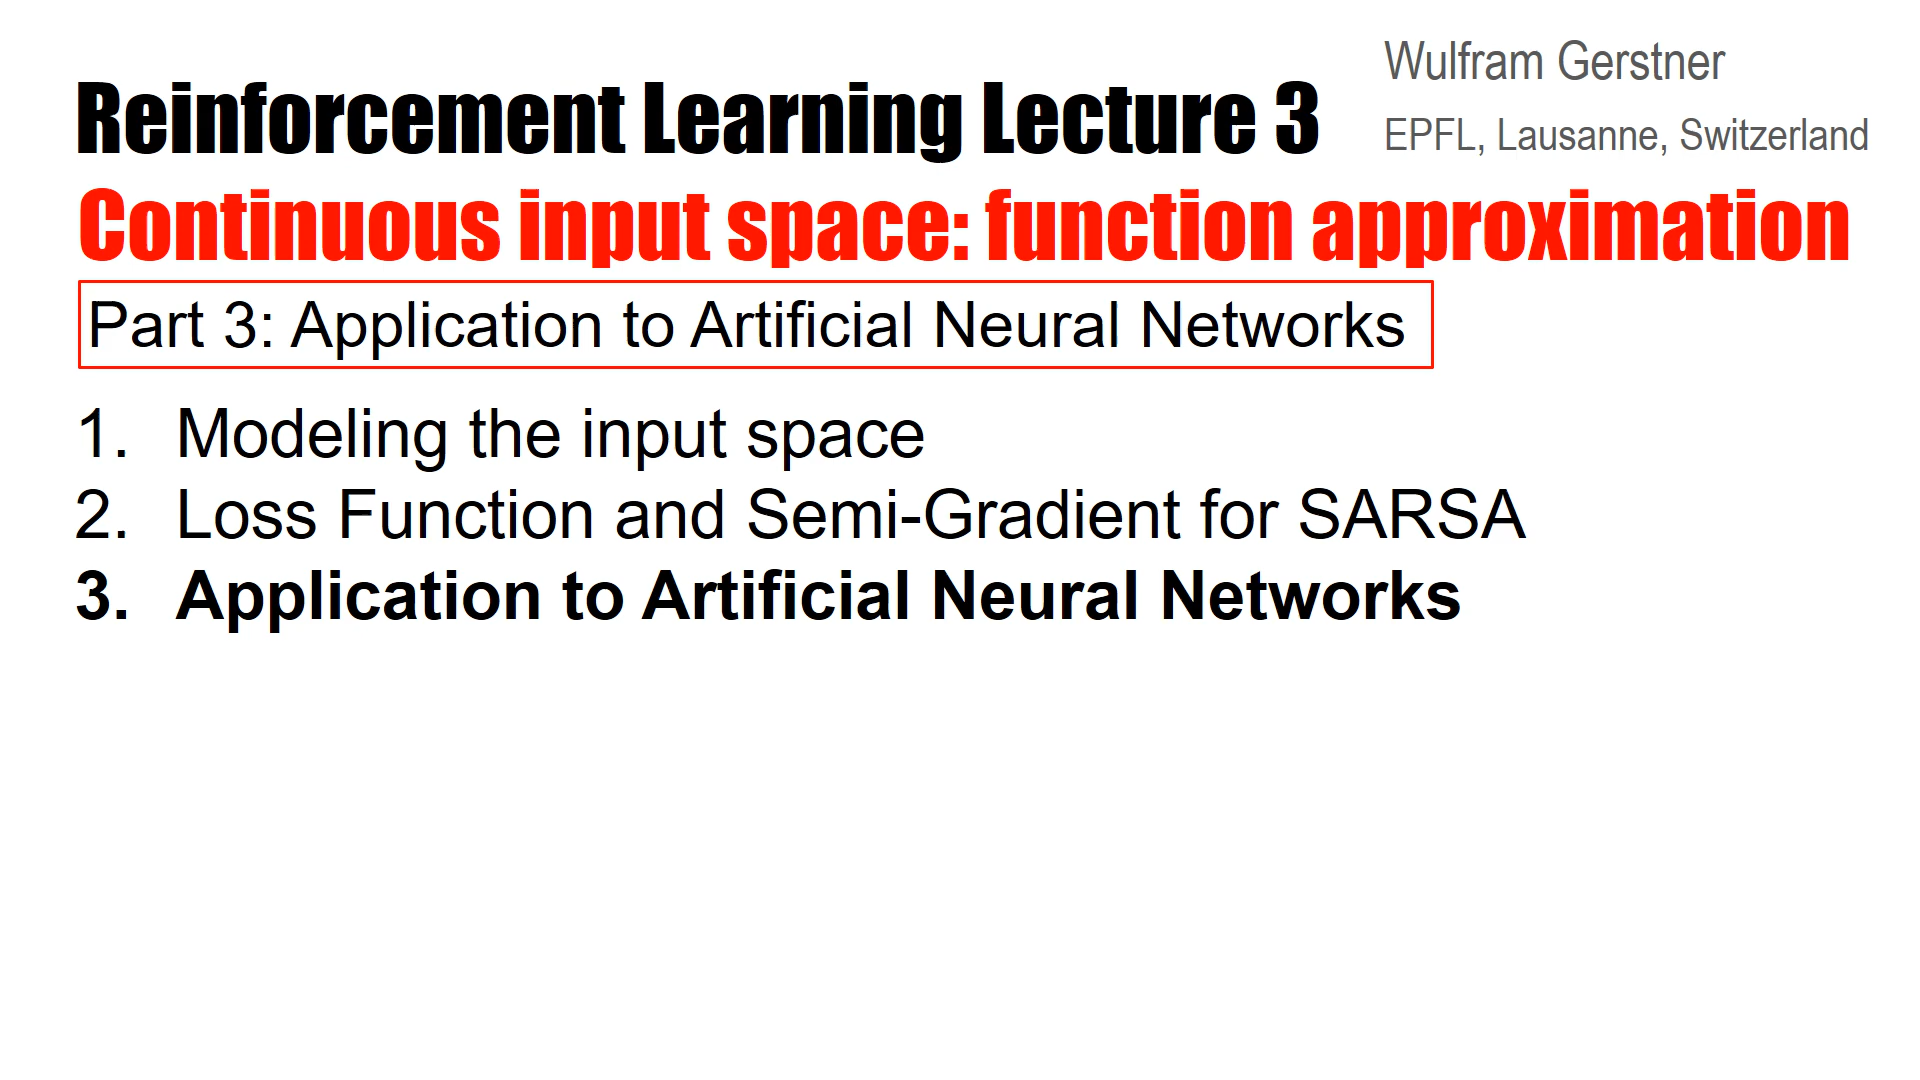 Wulfram Gerstner
EPFL, Lausanne, Switzerland
Reinforcement Learning Lecture 3
Continuous input space: function approximation
Part 3: Application to Artificial Neural Networks
1. Modeling the input space
2. Loss Function and Semi-Gradient for SARSA
3. Application to Artificial Neural Networks